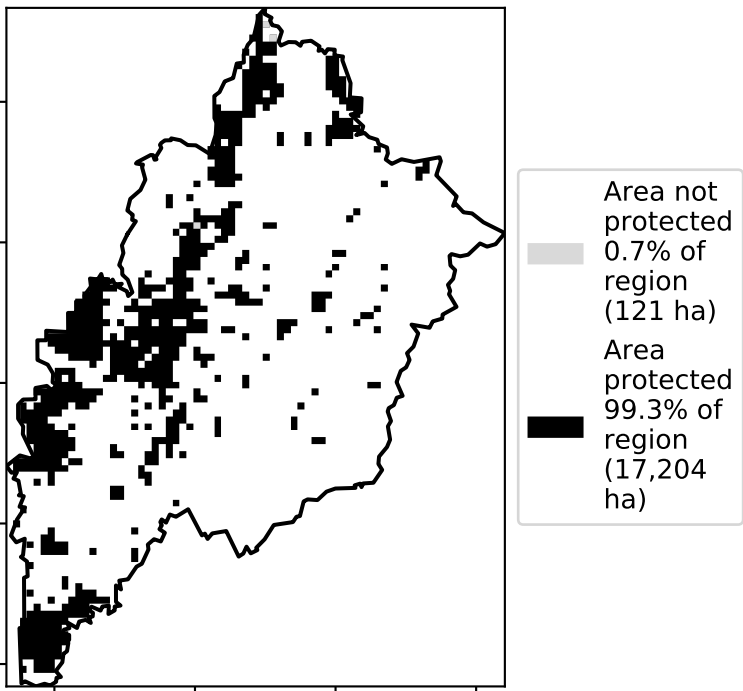 Area not
protected
0.7% of
region
(121 ha)
Area
protected
99.3% of
region
(17,204
ha)